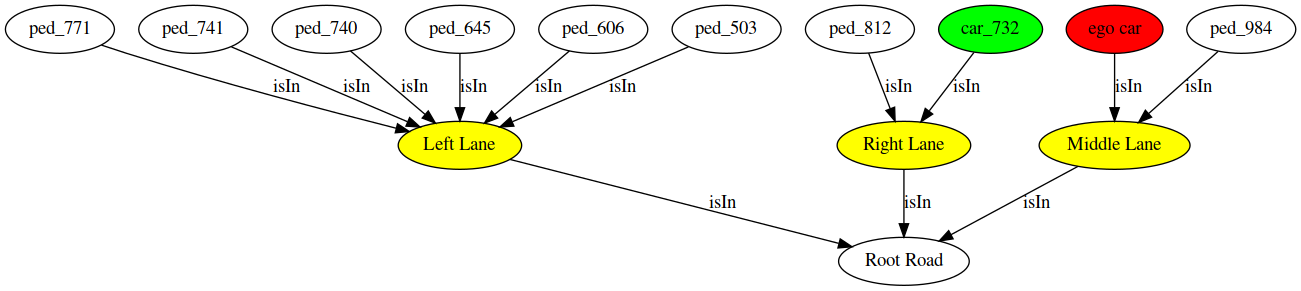 ped_771 ped_741 ped_740 ped_645 ped_606 ped_503 ped_812 car_732 ego car ped_984
isIn isIn isIn isIn isIn isIn isIn isIn isIn isIn
Left Lane Right Lane Middle Lane
isIn isIn isIn
Root Road